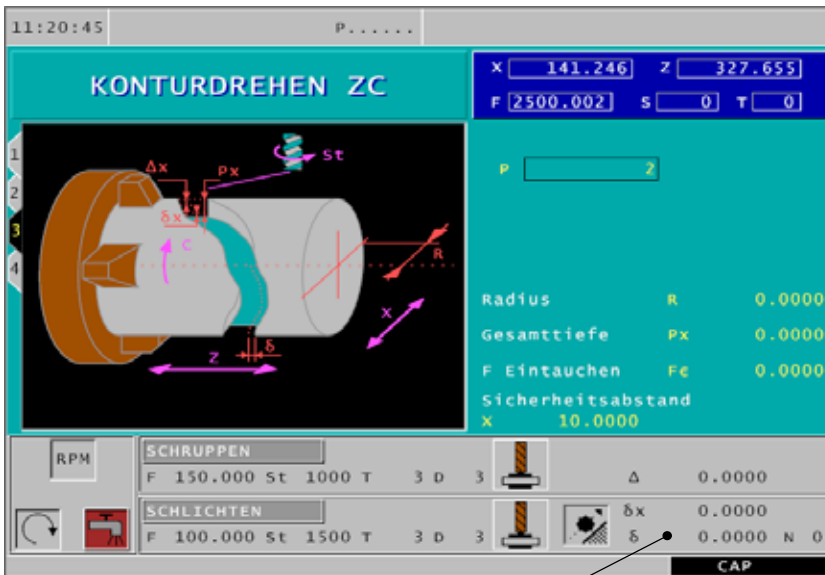 11:20:45 P......
KONTURDREHEN ZC
X 141.246 Z 327.655
F 2500.002 S 0 T 0
1
2
3
4
Δx Px St
δx
C
R
X
Z δ
P 2
Radius R 0.0000
Gesamttiefe Px 0.0000
F Eintauchen F¢ 0.0000
Sicherheitsabstand
X 10.0000
RPM
SCHRUPPEN
F 150.000 St 1000 T 3 D 3 Δ 0.0000
SCHLICHTEN δx 0.0000
F 100.000 St 1500 T 3 D 3 δ 0.0000 N 0
CAP